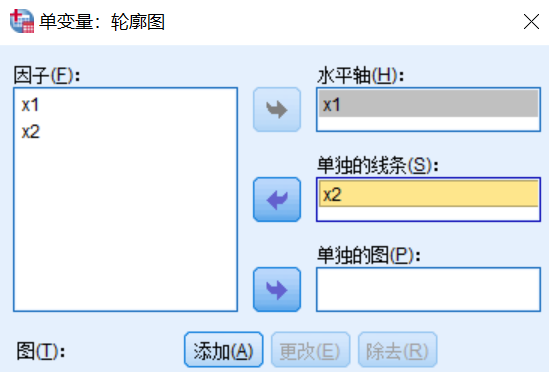 单变量：轮廓图
因子(F)：
x1
x2
水平轴(H)：
x1
单独的线条(S)：
x2
单独的图(P)：
图(T)：
添加(A)
更改(E)
除去(R)